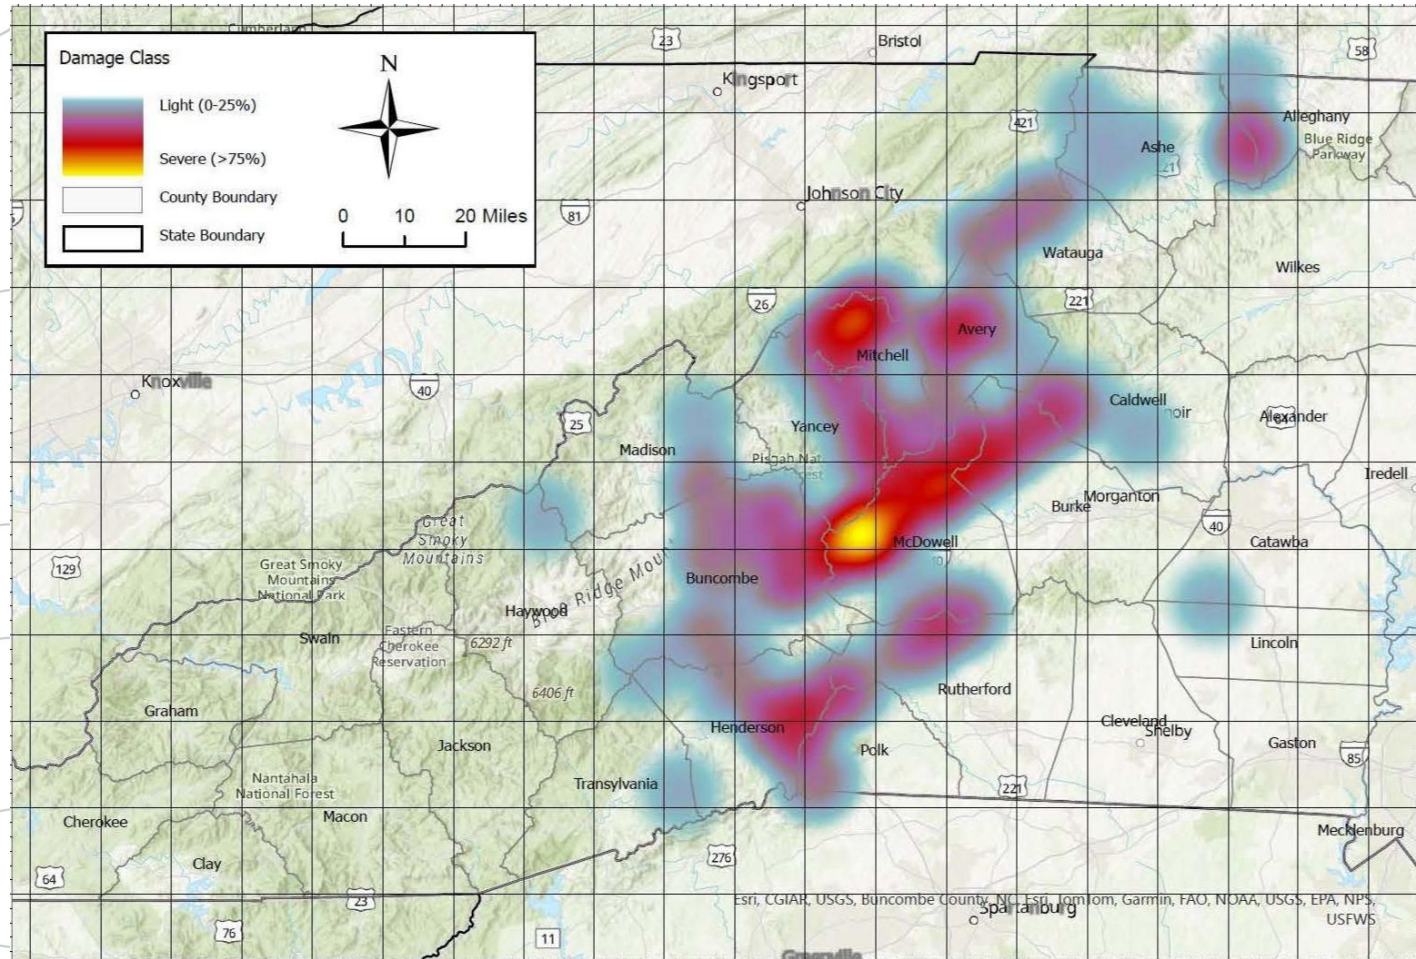 Damage Class
Light (0-25%)
Severe (>75%)
County Boundary
State Boundary
N
0 10 20 Miles
23
Bristol
58
Kingsport
421
Alleghany
Blue Ridge
Parkway
Ashe
Johnson City
81
Watauga
Wilkes
26
221
Avery
Mitchell
Knoxville
40
25
Caldwell
Alexander
64
Yancey
Madison
Pisgah Nat
Iredell
Morganton
Burke
40
Great
Smoky
Mountains
McDowell
Catawba
129
Great Smoky
Mountains
National Park
Buncombe
Haywood
Blue Ridge Moun
Swain
Eastern
Cherokee
Reservation
6292 ft
Lincoln
6406 ft
Rutherford
Graham
Henderson
Cleveland
Shelby
Jackson
Polk
Gaston
85
Nantahala
National Forest
Transylvania
221
Cherokee
Macon
Mecklenburg
Clay
276
64
23
Esri, CGIAR, USGS, Buncombe County, NC, Esri, TomTom, Garmin, FAO, NOAA, USGS, EPA, NPS,
USFWS
Spartanburg
76
11
Greenville